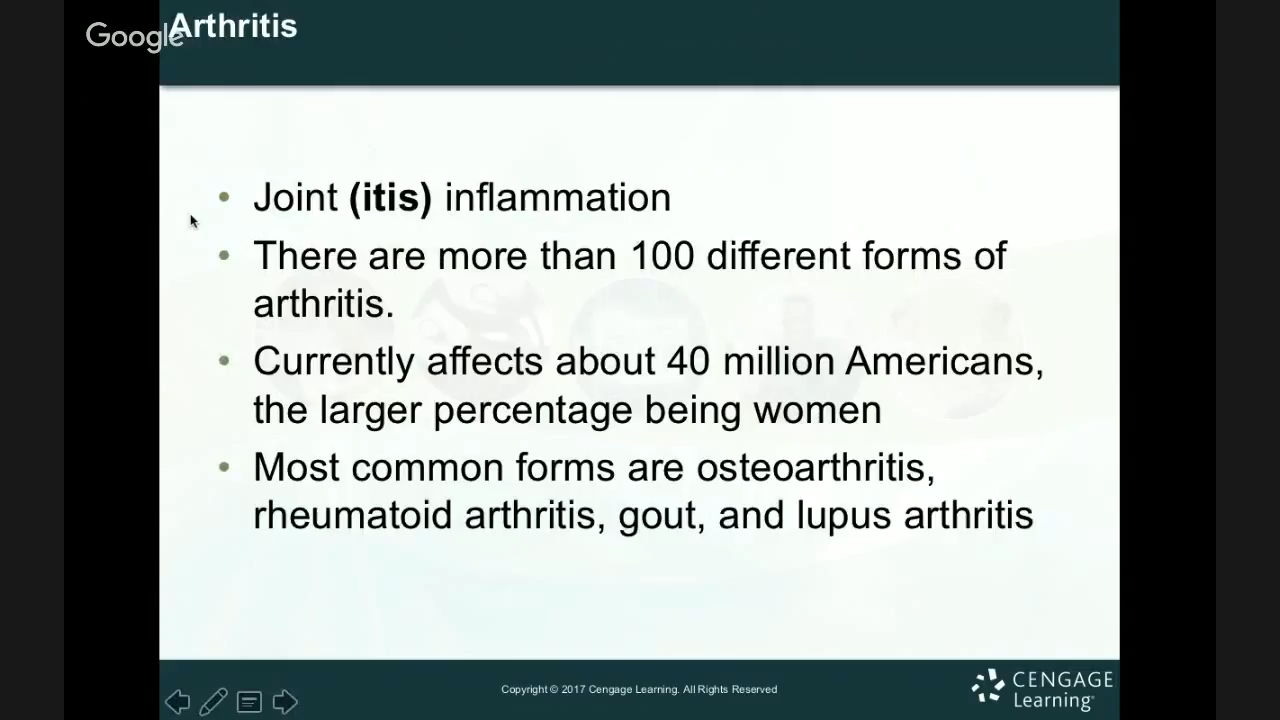 Google
Arthritis
• Joint (itis) inflammation
• There are more than 100 different forms of
arthritis.
• Currently affects about 40 million Americans,
the larger percentage being women
• Most common forms are osteoarthritis,
rheumatoid arthritis, gout, and lupus arthritis
Copyright © 2017 Cengage Learning. All Rights Reserved
CENGAGE
Learning